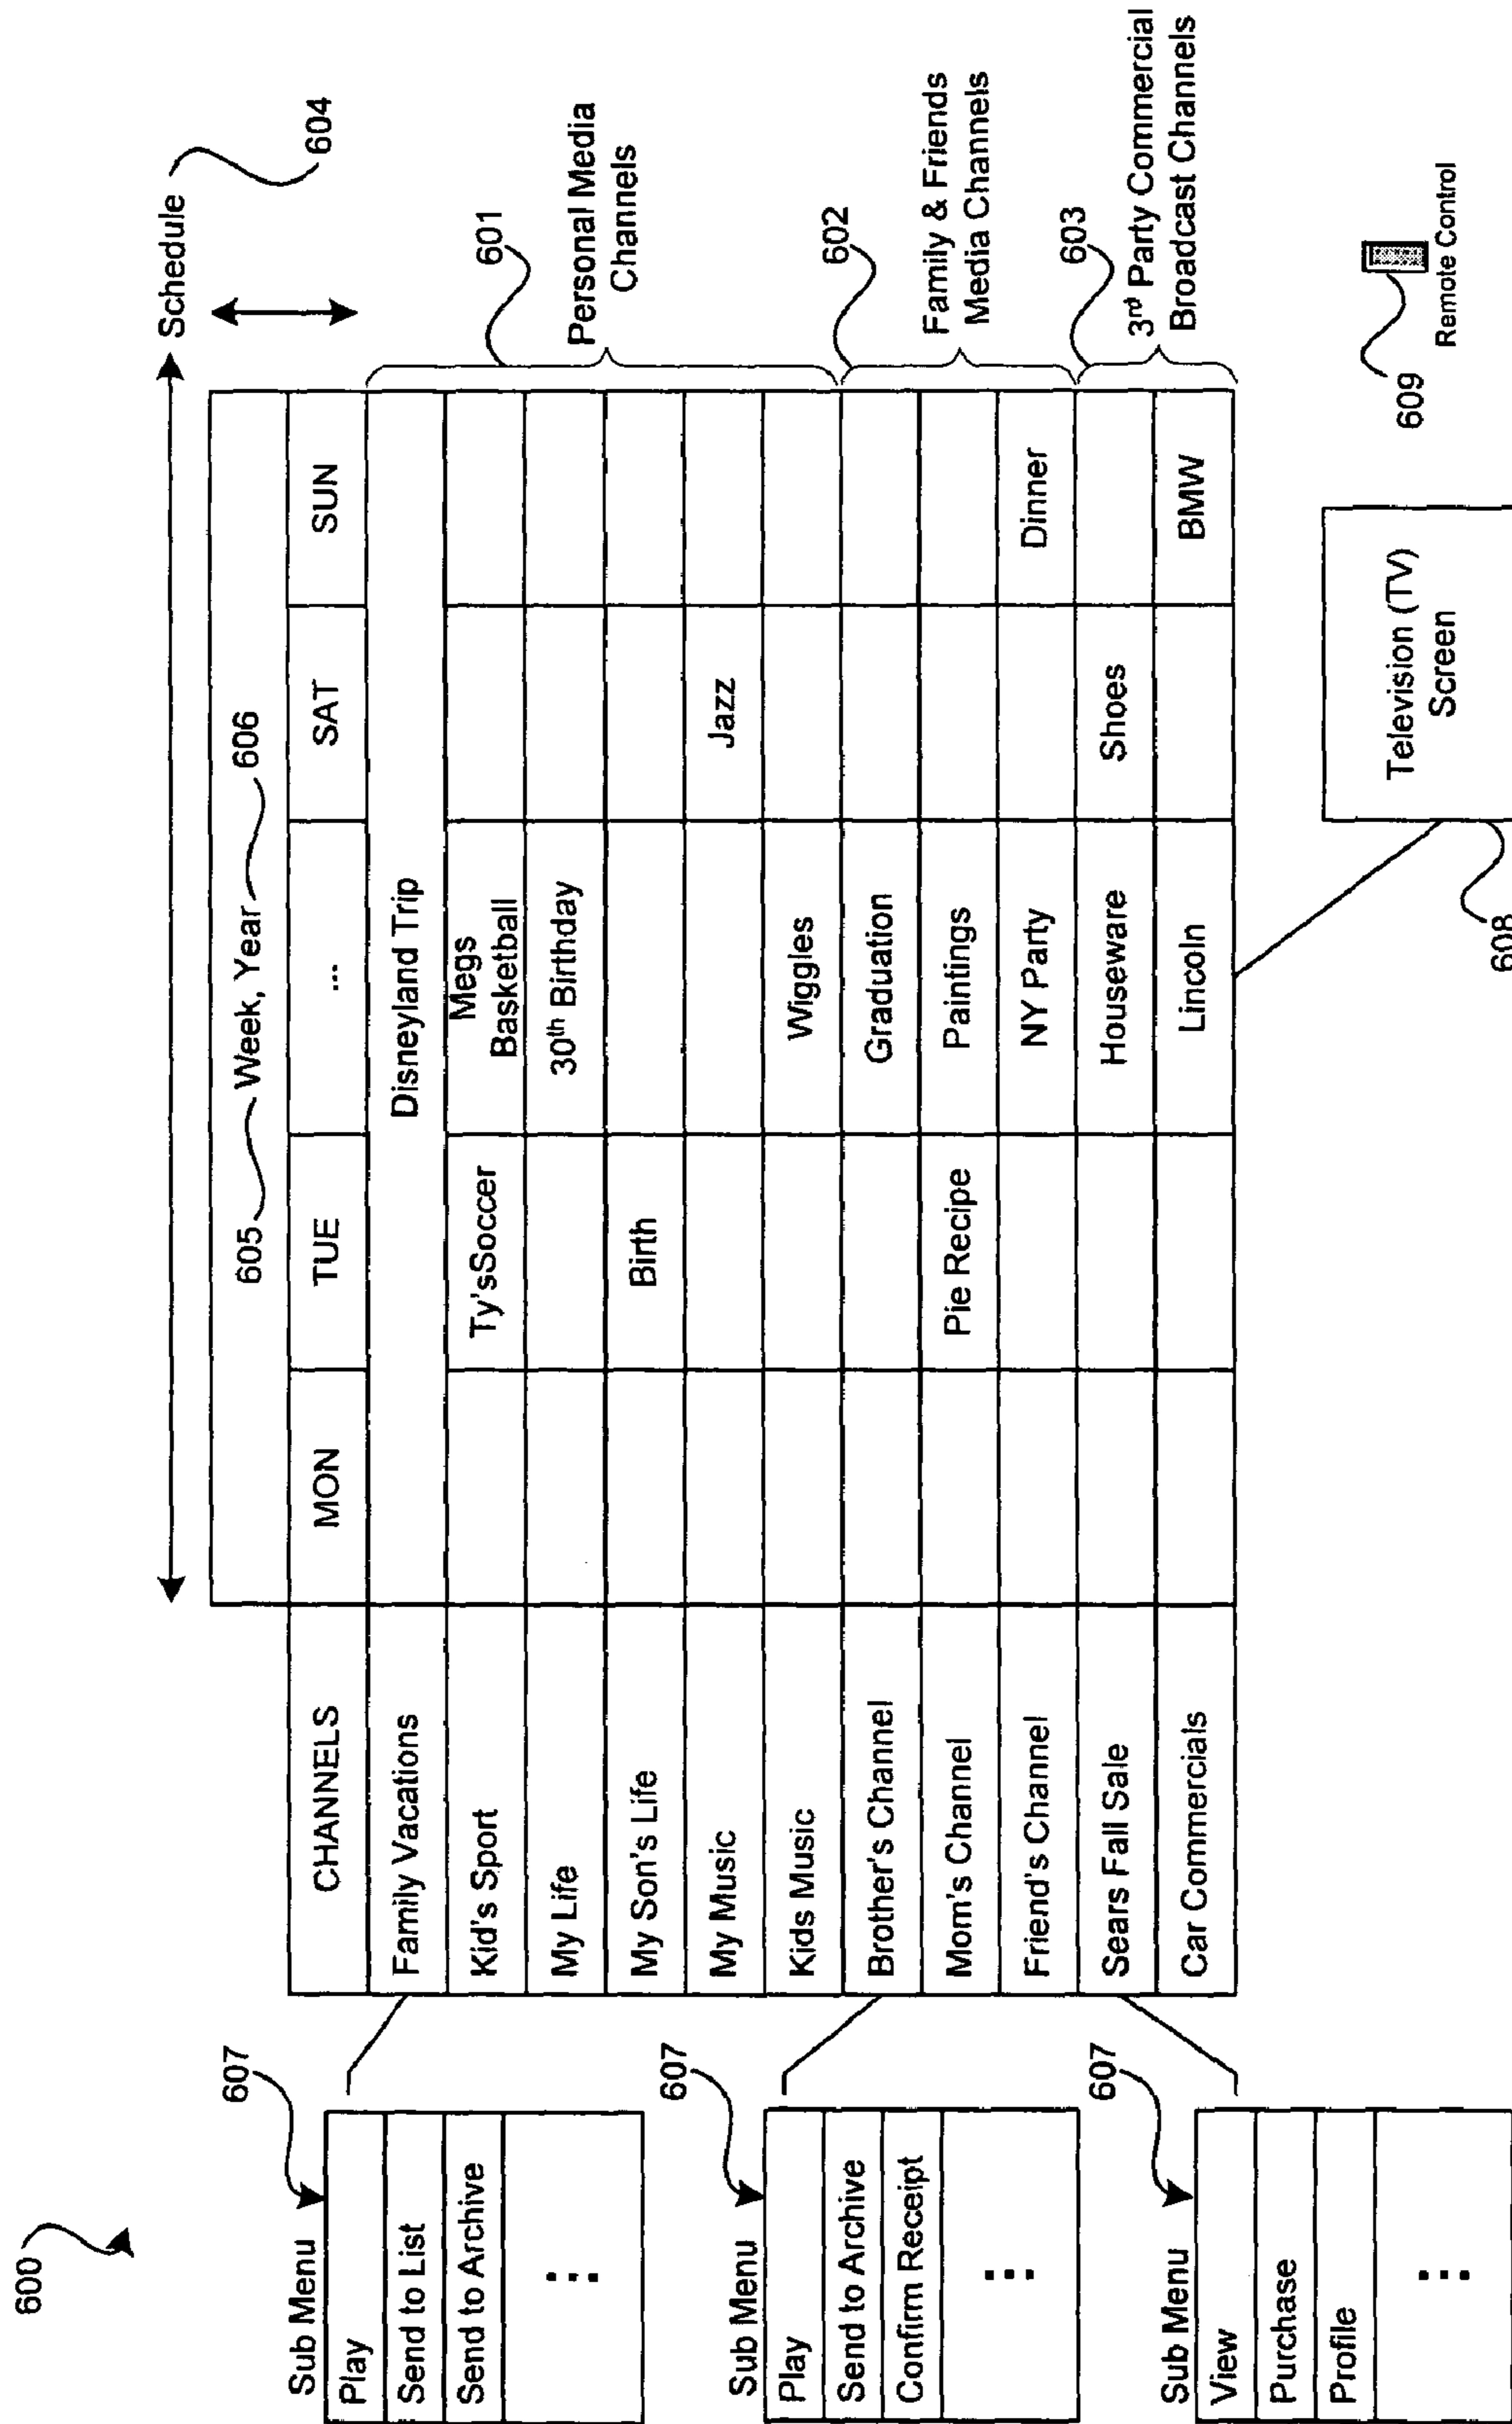 600
Schedule
604
605
Week, Year
606
CHANNELS
MON
TUE
...
SAT
SUN
Family Vacations
Disneyland Trip
Kid's Sport
Ty'sSoccer
Megs
Basketball
My Life
30th Birthday
My Son's Life
Birth
My Music
Jazz
Kids Music
Wiggles
Brother's Channel
Graduation
Mom's Channel
Pie Recipe
Paintings
Friend's Channel
NY Party
Dinner
Sears Fall Sale
Houseware
Shoes
Car Commercials
Lincoln
BMW
601
Personal Media
Channels
602
Family & Friends
Media Channels
603
3rd Party Commercial
Broadcast Channels
607
Sub Menu
Play
Send to List
Send to Archive
⋮
607
Sub Menu
Play
Send to Archive
Confirm Receipt
⋮
607
Sub Menu
View
Purchase
Profile
⋮
Television (TV)
Screen
608
609
Remote Control